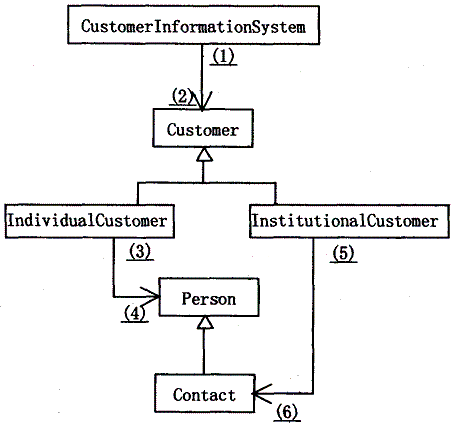 CustomerInformationSystem
(1)
(2)
Customer
IndividualCustomer
InstitutionalCustomer
(3)
(5)
Person
(4)
Contact
(6)